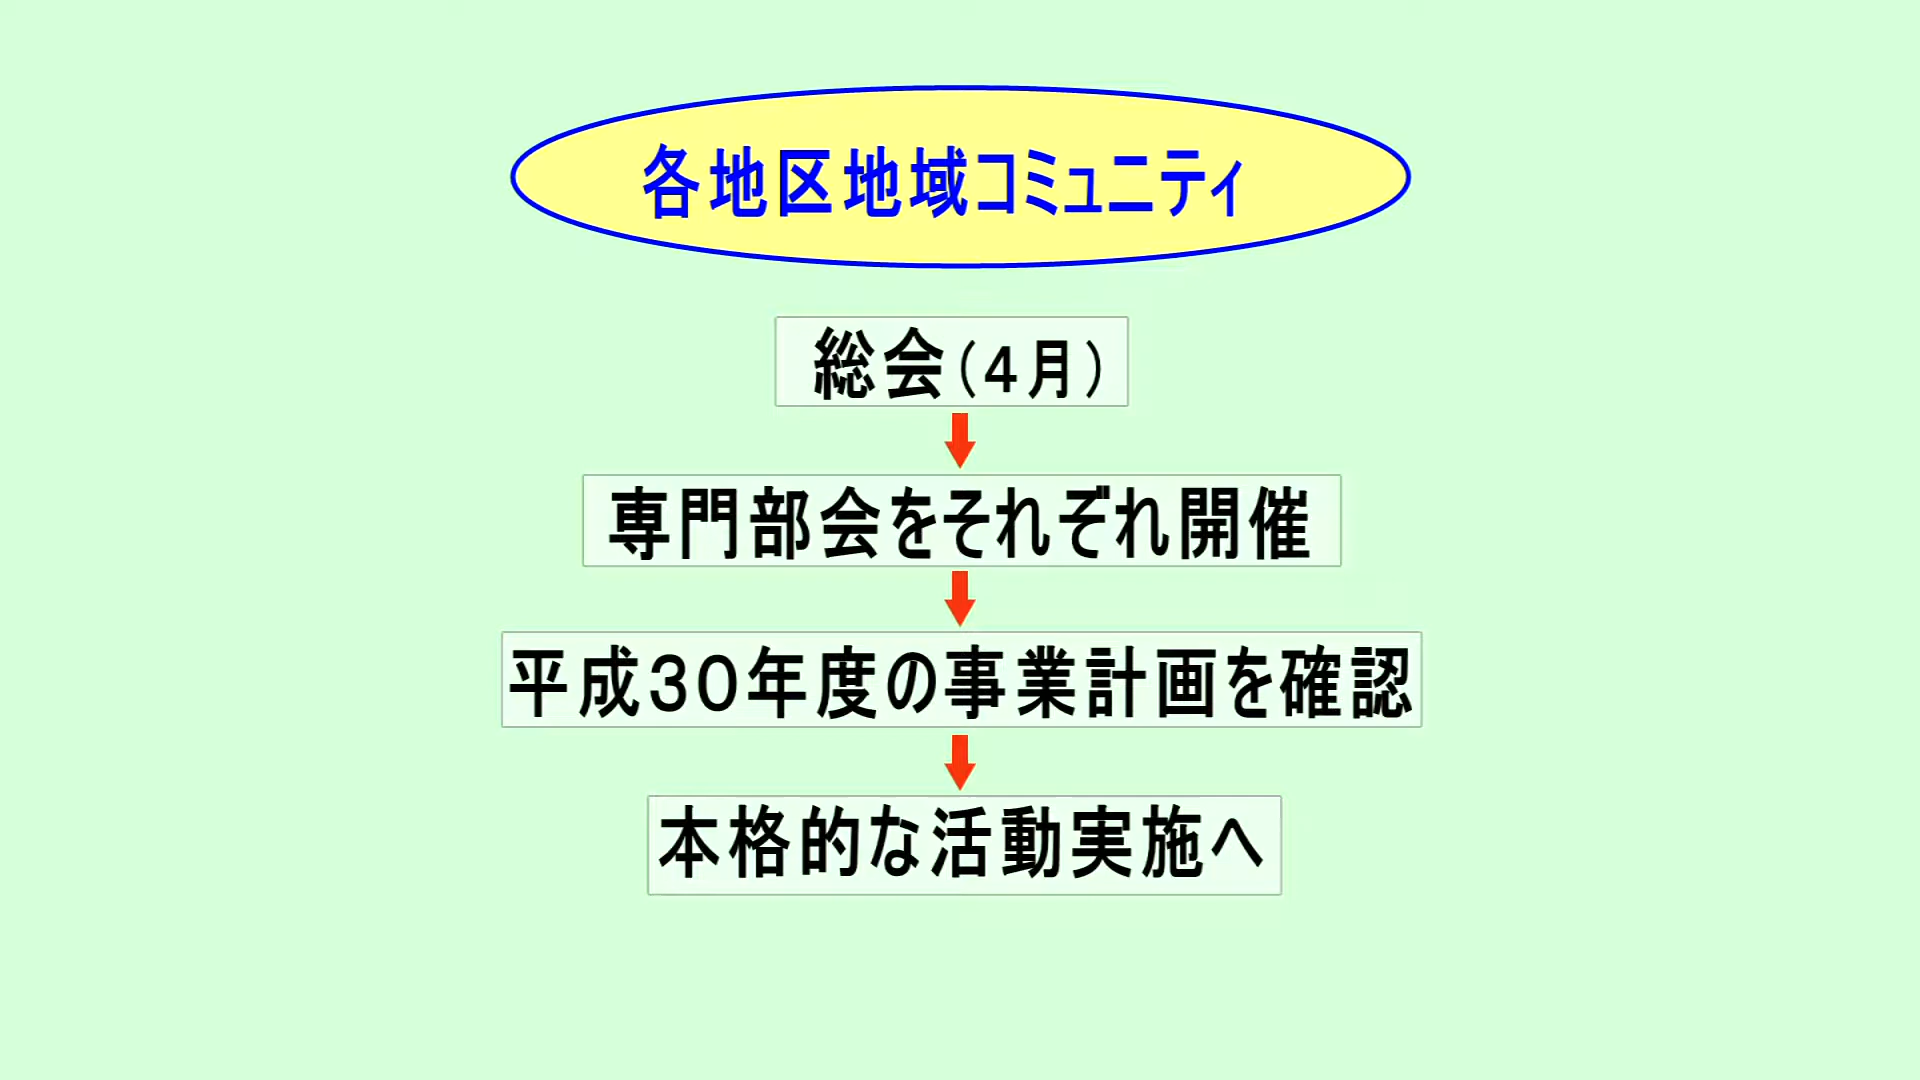 各地区地域コミュニティ
総会（４月）
専門部会をそれぞれ開催
平成３０年度の事業計画を確認
本格的な活動実施へ